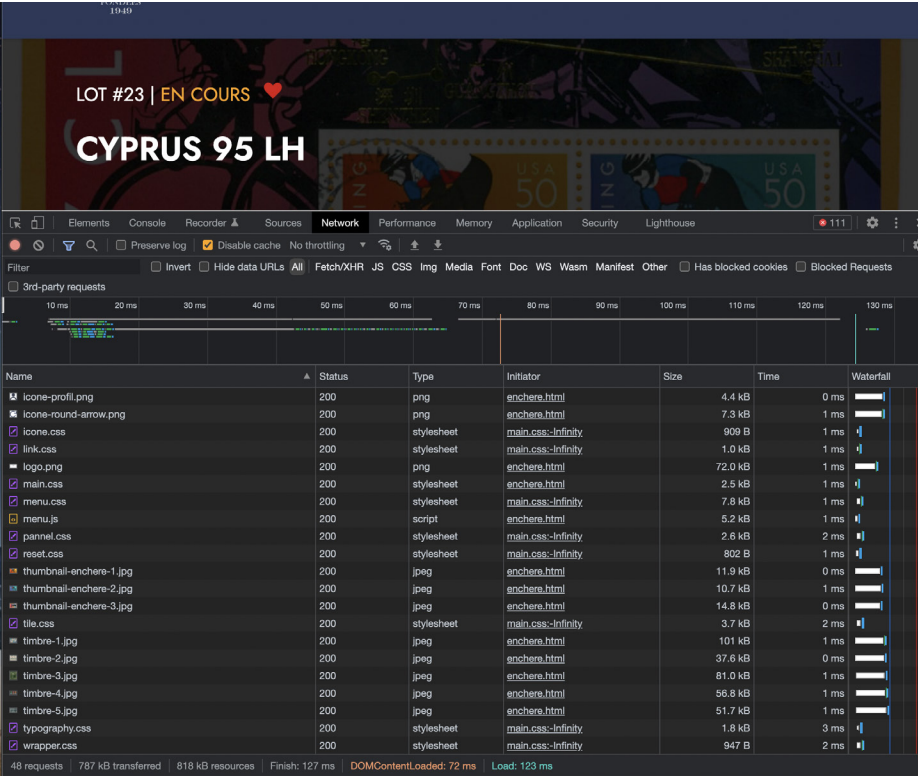 FONDÉES
1949
SHANGHAI
LOT #23 | EN COURS
CYPRUS 95 LH
USA
50
USA
50
Elements Console Recorder Sources Network Performance Memory Application Security Lighthouse 111
Preserve log Disable cache No throttling
Filter Invert Hide data URLs All Fetch/XHR JS CSS Img Media Font Doc WS Wasm Manifest Other Has blocked cookies Blocked Requests
3rd-party requests
10 ms 20 ms 30 ms 40 ms 50 ms 60 ms 70 ms 80 ms 90 ms 100 ms 110 ms 120 ms 130 ms
Name Status Type Initiator Size Time Waterfall
icone-profil.png 200 png enchere.html 4.4 kB 0 ms
icone-round-arrow.png 200 png enchere.html 7.3 kB 1 ms
icone.css 200 stylesheet main.css:-Infinity 909 B 1 ms
link.css 200 stylesheet main.css:-Infinity 1.0 kB 1 ms
logo.png 200 png enchere.html 72.0 kB 1 ms
main.css 200 stylesheet enchere.html 2.5 kB 1 ms
menu.css 200 stylesheet main.css:-Infinity 7.8 kB 1 ms
menu.js 200 script enchere.html 5.2 kB 1 ms
pannel.css 200 stylesheet main.css:-Infinity 2.6 kB 2 ms
reset.css 200 stylesheet main.css:-Infinity 802 B 1 ms
thumbnail-enchere-1.jpg 200 jpeg enchere.html 11.9 kB 0 ms
thumbnail-enchere-2.jpg 200 jpeg enchere.html 10.7 kB 1 ms
thumbnail-enchere-3.jpg 200 jpeg enchere.html 14.8 kB 0 ms
tile.css 200 stylesheet main.css:-Infinity 3.7 kB 2 ms
timbre-1.jpg 200 jpeg enchere.html 101 kB 1 ms
timbre-2.jpg 200 jpeg enchere.html 37.6 kB 0 ms
timbre-3.jpg 200 jpeg enchere.html 81.0 kB 1 ms
timbre-4.jpg 200 jpeg enchere.html 56.8 kB 1 ms
timbre-5.jpg 200 jpeg enchere.html 51.7 kB 1 ms
typography.css 200 stylesheet main.css:-Infinity 1.8 kB 3 ms
wrapper.css 200 stylesheet main.css:-Infinity 947 B 2 ms
48 requests 787 kB transferred 818 kB resources Finish: 127 ms DOMContentLoaded: 72 ms Load: 123 ms